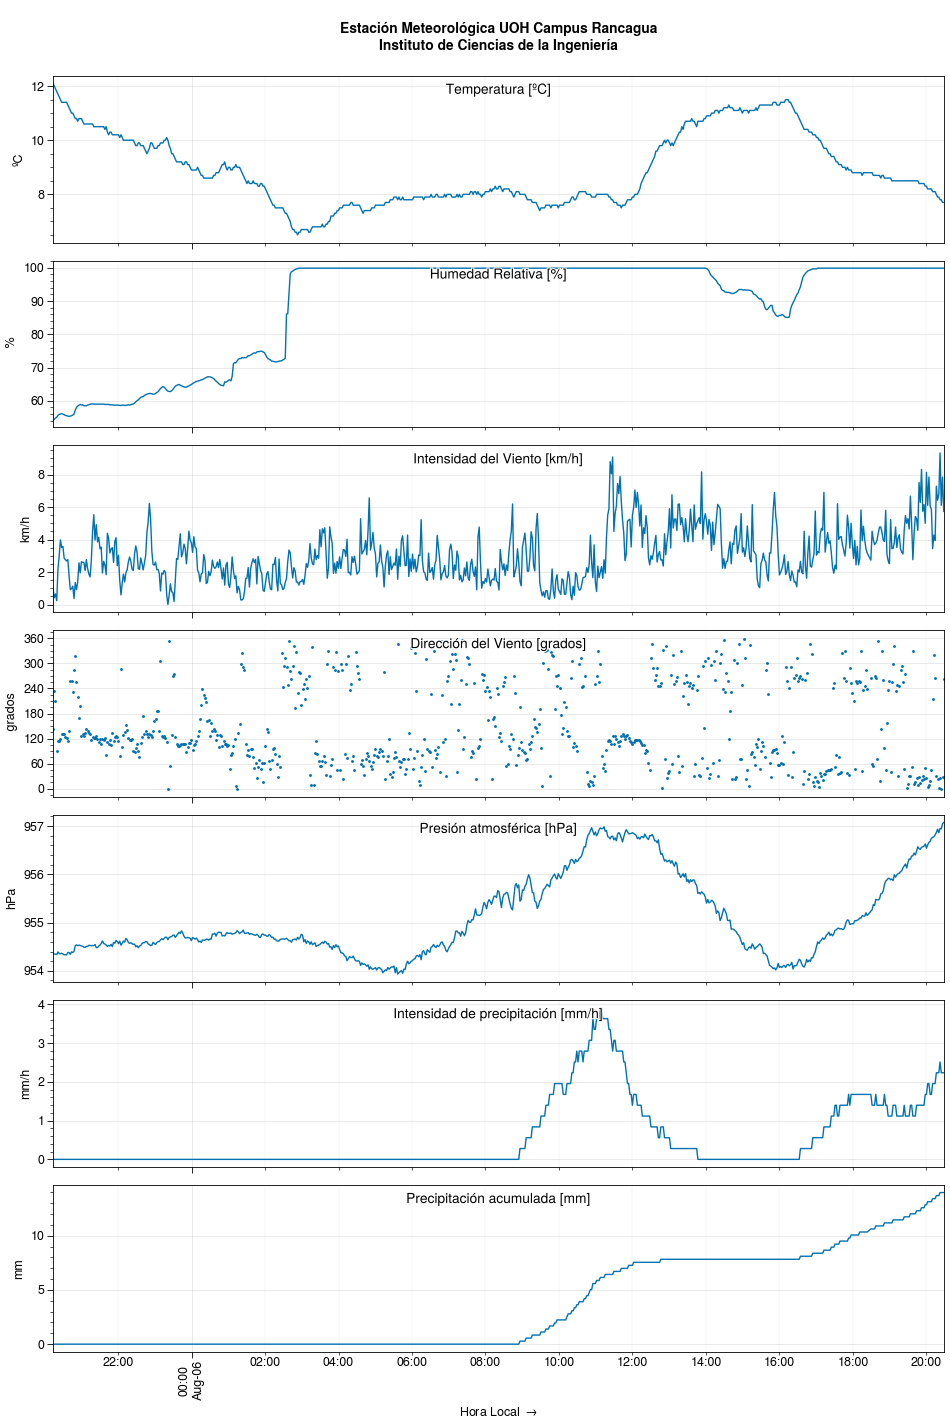 Estación Meteorológica UOH Campus Rancagua
Instituto de Ciencias de la Ingeniería
Temperatura [ºC]
12
10
8
ºC
Humedad Relativa [%]
100
90
80
70
60
%
Intensidad del Viento [km/h]
8
6
4
2
0
km/h
Dirección del Viento [grados]
360
300
240
180
120
60
0
grados
Presión atmosférica [hPa]
957
956
955
954
hPa
Intensidad de precipitación [mm/h]
4
3
2
1
0
mm/h
Precipitación acumulada [mm]
10
5
0
mm
22:00
00:00
Aug-06
02:00
04:00
06:00
08:00
10:00
12:00
14:00
16:00
18:00
20:00
Hora Local →